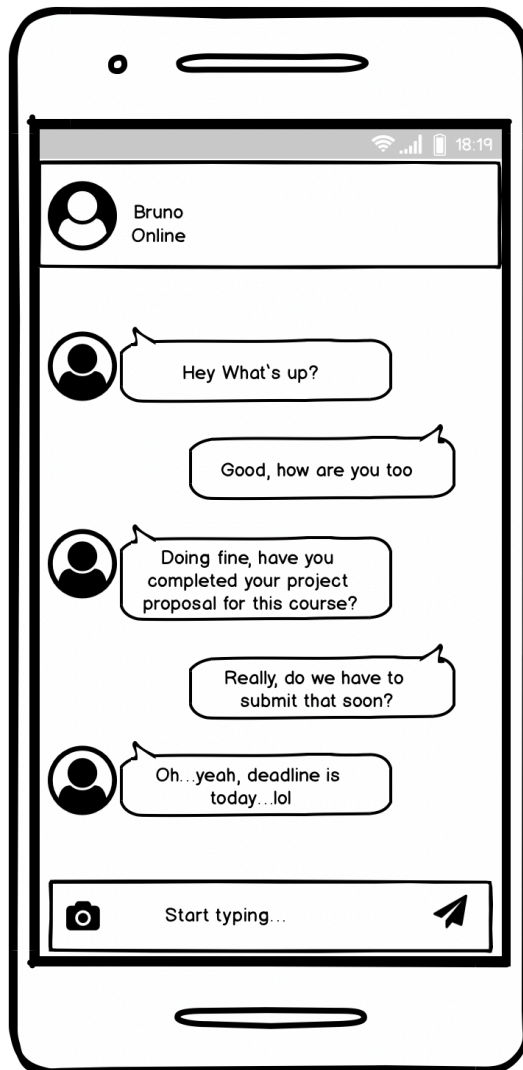 18:19
Bruno
Online
Hey What`s up?
Good, how are you too
Doing fine, have you
completed your project
proposal for this course?
Really, do we have to
submit that soon?
Oh...yeah, deadline is
today...lol
Start typing...